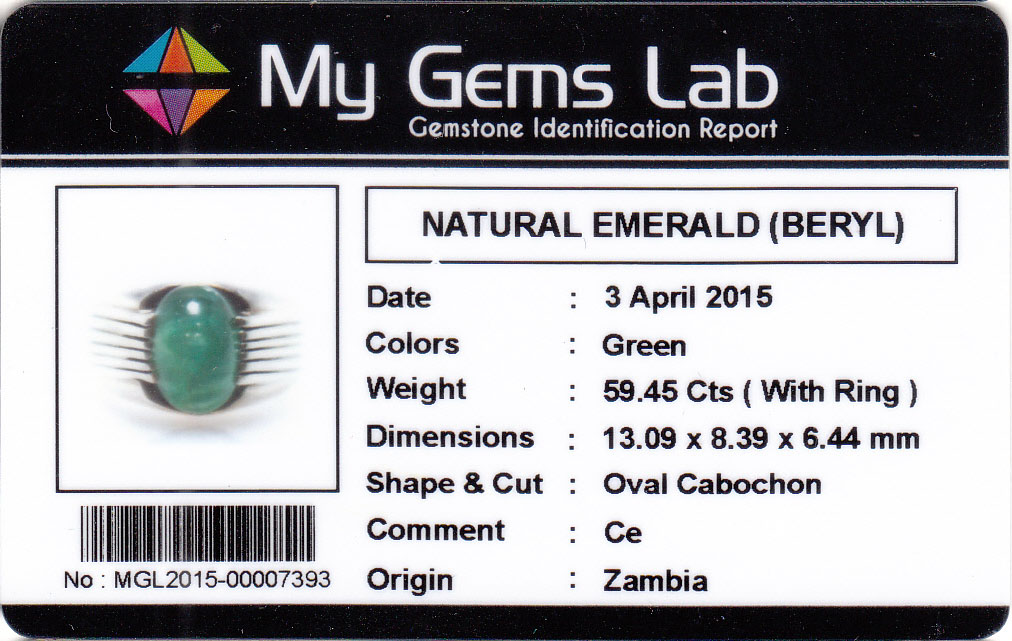 My Gems Lab
Gemstone Identification Report
NATURAL EMERALD (BERYL)
Date : 3 April 2015
Colors : Green
Weight : 59.45 Cts ( With Ring )
Dimensions : 13.09 x 8.39 x 6.44 mm
Shape & Cut : Oval Cabochon
Comment : Ce
Origin : Zambia
No : MGL2015-00007393